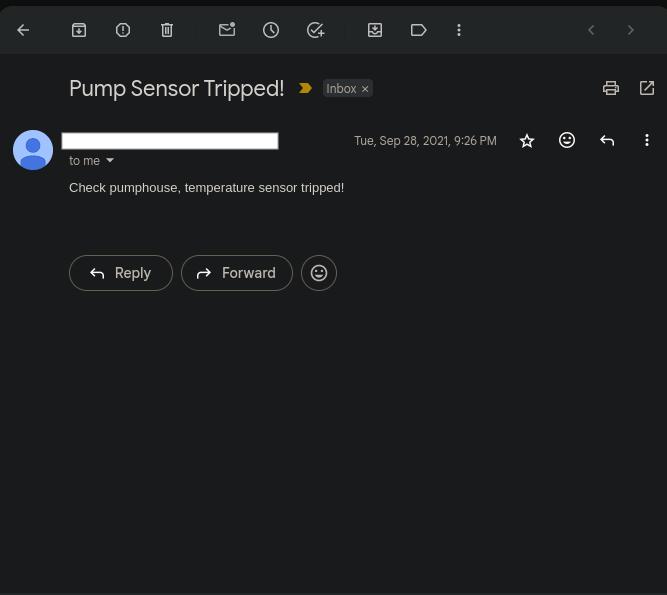 Pump Sensor Tripped!
Inbox ×
Tue, Sep 28, 2021, 9:26 PM
to me
Check pumphouse, temperature sensor tripped!
Reply
Forward